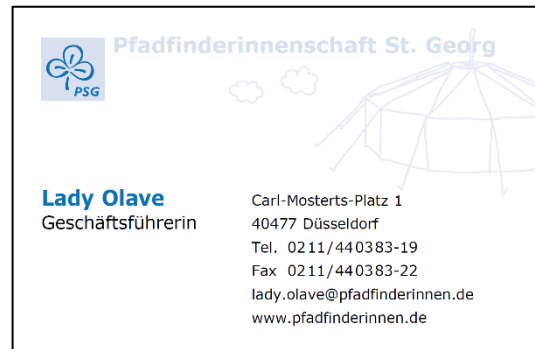 Pfadfinderinnenschaft St. Georg
PSG
Lady Olave
Geschäftsführerin
Carl-Mosterts-Platz 1
40477 Düsseldorf
Tel. 0211/440383-19
Fax 0211/440383-22
lady.olave@pfadfinderinnen.de
www.pfadfinderinnen.de